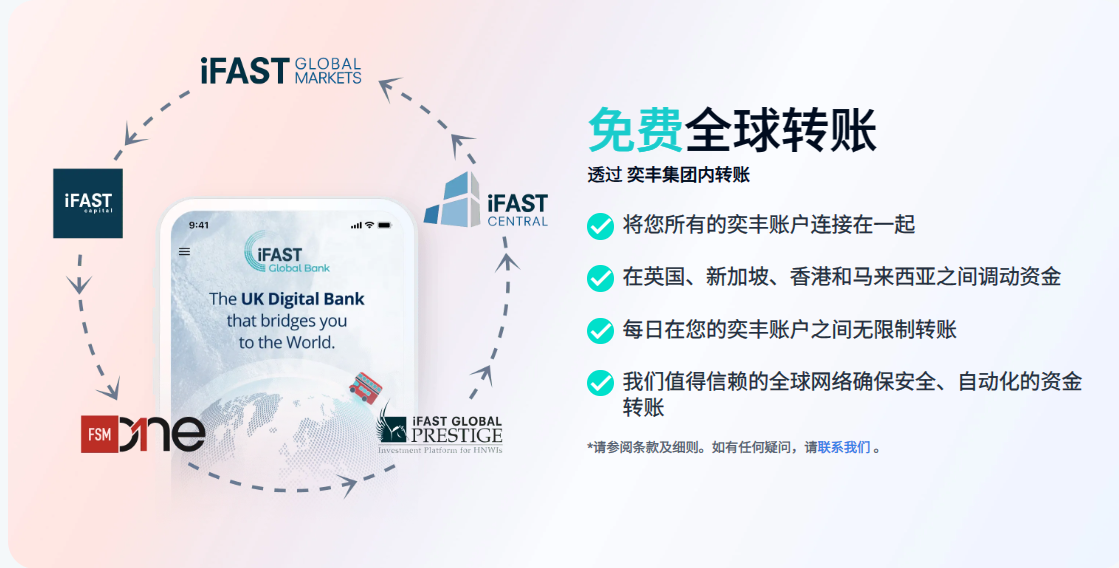 iFAST GLOBAL MARKETS
iFAST capital
iFAST CENTRAL
9:41
iFAST Global Bank
The UK Digital Bank
that bridges you
to the World.
FSM One
iFAST GLOBAL
PRESTIGE
Investment Platform for HNWIs
免费全球转账
透过 奕丰集团内转账
将您所有的奕丰账户连接在一起
在英国、新加坡、香港和马来西亚之间调动资金
每日在您的奕丰账户之间无限制转账
我们值得信赖的全球网络确保安全、自动化的资金
转账
*请参阅条款及细则。如有任何疑问，请联系我们 。